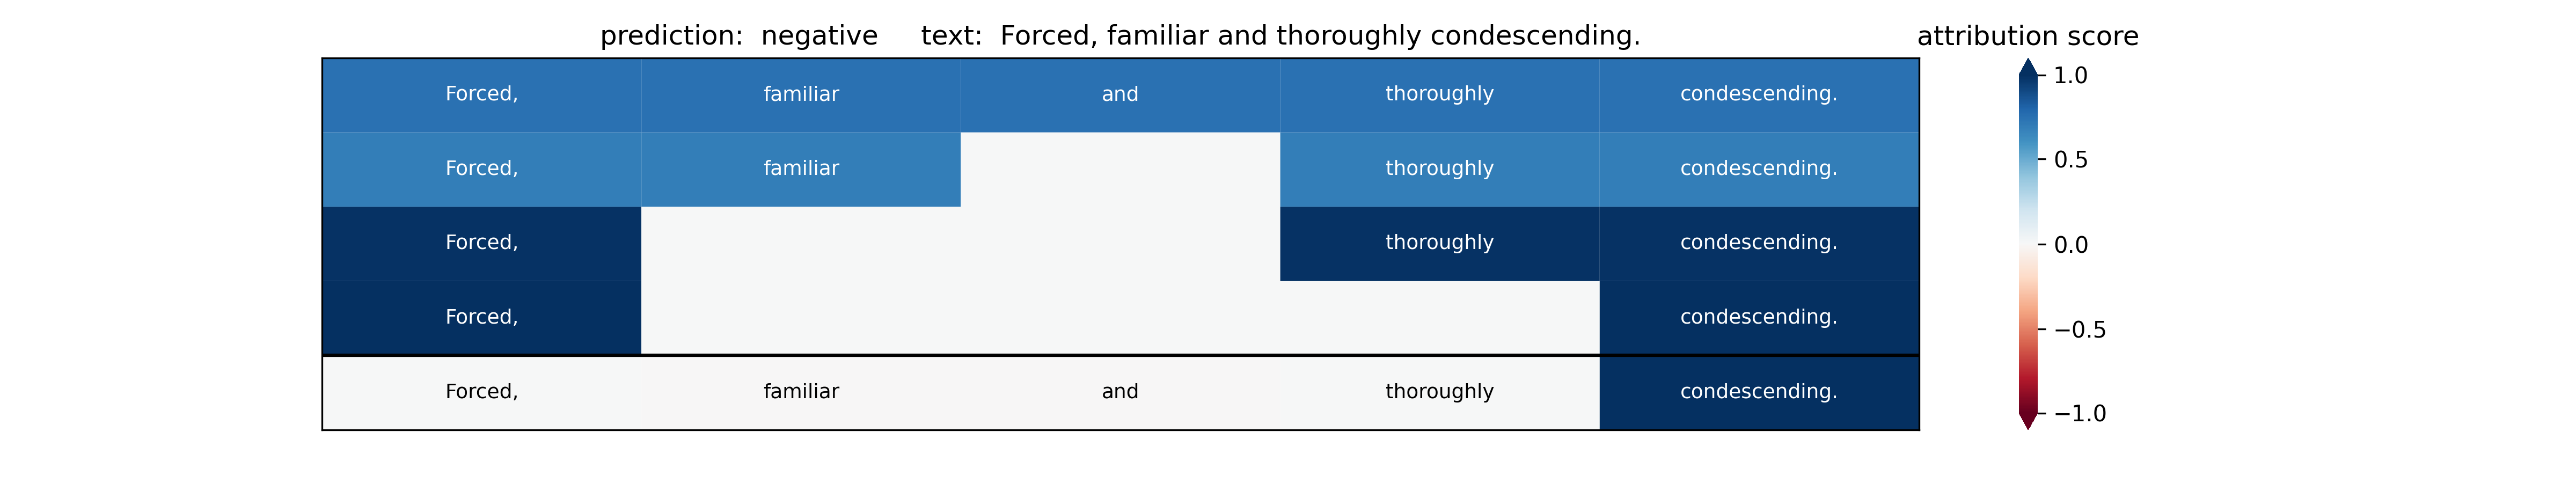 prediction:  negative     text:  Forced, familiar and thoroughly condescending.
attribution score
Forced, familiar and thoroughly condescending.
Forced, familiar thoroughly condescending.
Forced, thoroughly condescending.
Forced, condescending.
Forced, familiar and thoroughly condescending.
1.0
0.5
0.0
−0.5
−1.0